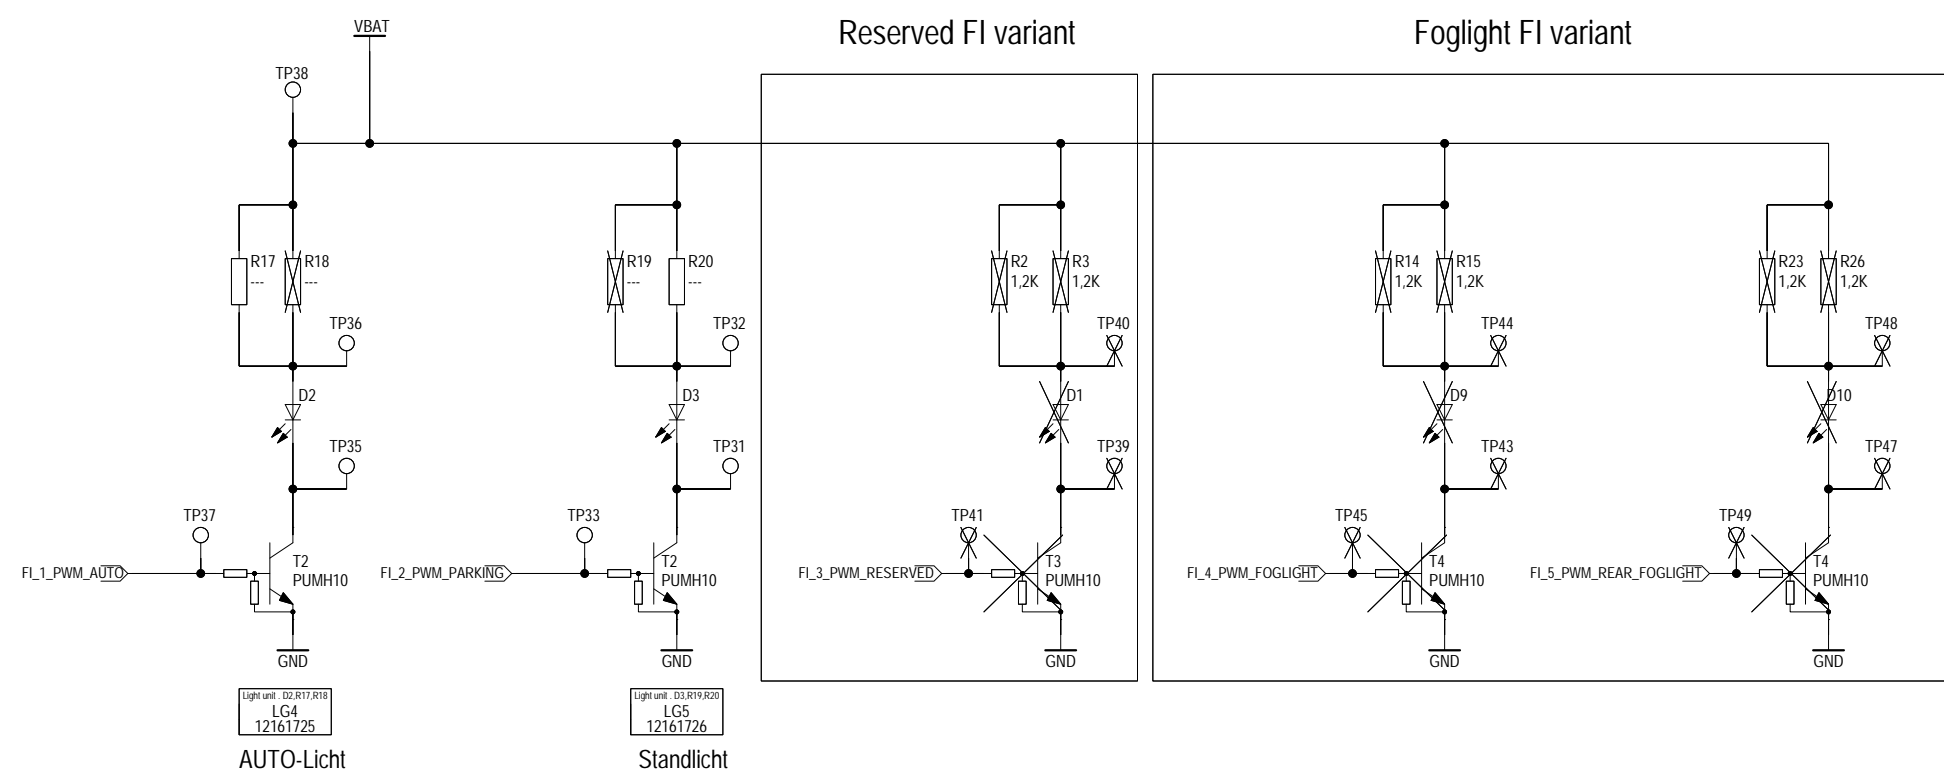 VBAT
Reserved FI variant
Foglight FI variant
TP38
R17
---
R18
---
R19
---
R20
---
R2
1,2K
R3
1,2K
R14
1,2K
R15
1,2K
R23
1,2K
R26
1,2K
TP36
TP32
TP40
TP44
TP48
D2
D3
D1
D9
D10
TP35
TP31
TP39
TP43
TP47
TP37
TP33
TP41
TP45
TP49
FI_1_PWM_AUTO
T2
PUMH10
FI_2_PWM_PARKING
T2
PUMH10
FI_3_PWM_RESERVED
T3
PUMH10
FI_4_PWM_FOGLIGHT
T4
PUMH10
FI_5_PWM_REAR_FOGLIGHT
T4
PUMH10
GND
GND
GND
GND
GND
Light unit . D2,R17,R18
LG4
12161725
AUTO-Licht
Light unit . D3,R19,R20
LG5
12161726
Standlicht